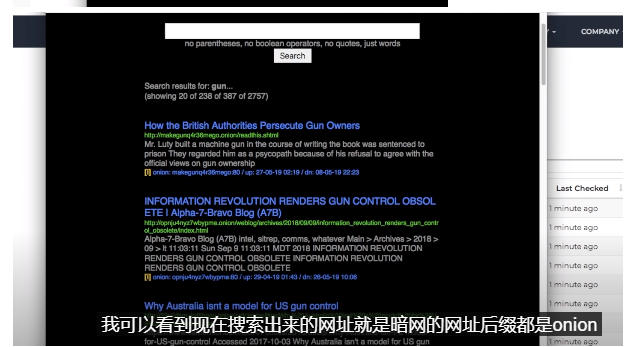 COMPANY
no parentheses, no boolean operators, no quotes, just words
Search
Search results for: gun...
(showing 20 of 238 of 387 of 2757)
How the British Authorities Persecute Gun Owners
http://makegunq4r36mego.onion/readthis.shtml
Mr. Luty built a machine gun in the course of writing the book was sentenced to
prison They regarded him as a psycopath because of his refusal to agree with the
official views on gun ownership
[i] onion: makegunq4r36mego:80 / up: 27-05-19 02:19 / dn: 08-05-19 22:23
INFORMATION REVOLUTION RENDERS GUN CONTROL OBSOL
ETE | Alpha-7-Bravo Blog (A7B)
http://opnju4nyz7wbypme.onion/weblog/archives/2018/09/09/information_revolution_renders_gun_contr
ol_obsolete/index.html
Alpha-7-Bravo Blog (A7B) intel, sitrep, comms, whatever Main > Archives > 2018 >
09 > It 11:03:11 Sun Sep 9 11:03:11 MDT 2018 INFORMATION REVOLUTION
RENDERS GUN CONTROL OBSOLETE INFORMATION REVOLUTION
RENDERS GUN CONTROL OBSOLETE
[i] onion: opnju4nyz7wbypme:80 / up: 29-04-19 01:43 / dn: 26-05-19 10:06
Why Australia isnt a model for US gun control
for-US-gun-control Accessed 2017-10-03 Why Australia isn't a model for US gun
Last Checked
1 minute ago
1 minute ago
1 minute ago
1 minute ago
1 minute ago
1 minute ago
我可以看到现在搜索出来的网址就是暗网的网址后缀都是onion